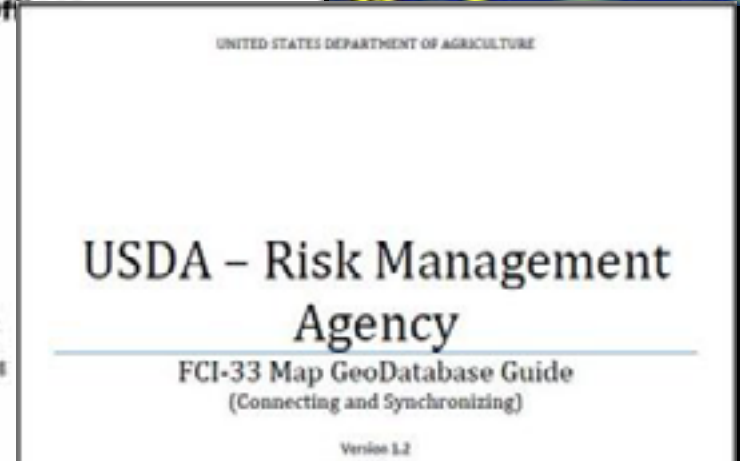 UNITED STATES DEPARTMENT OF AGRICULTURE
USDA – Risk Management
Agency
FCI-33 Map GeoDatabase Guide
(Connecting and Synchronizing)
Version 1.2